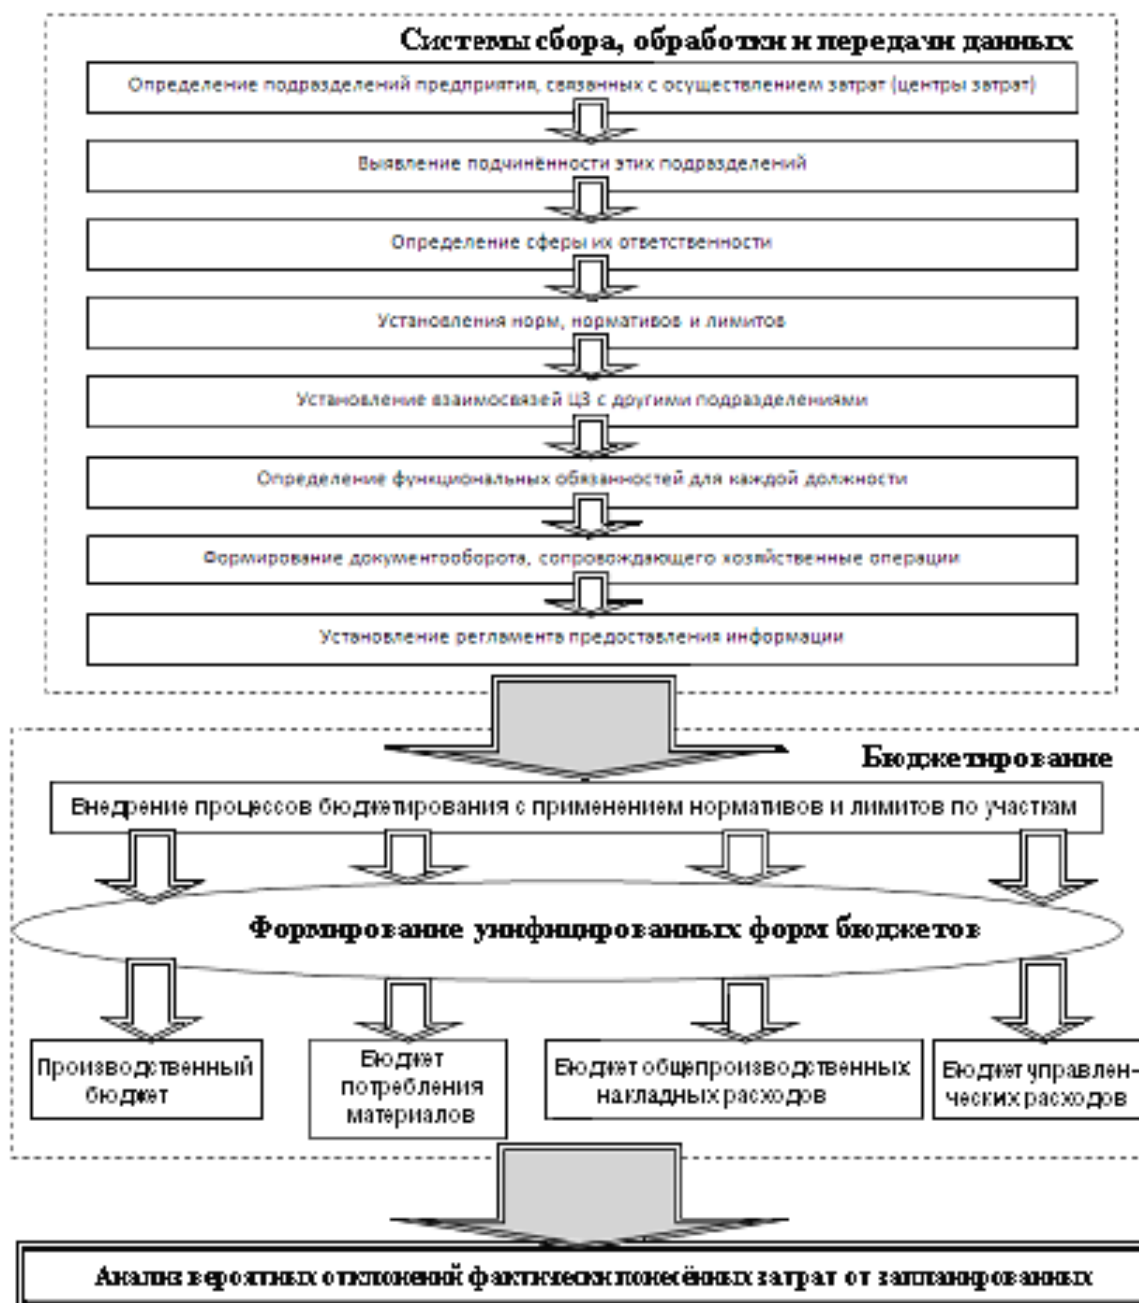 Системы сбора, обработки и передачи данных
Определение подразделений предприятия, связанных с осуществлением затрат (центры затрат)
Выявление подчинённости этих подразделений
Определение сферы их ответственности
Установления норм, нормативов и лимитов
Установление взаимосвязей ЦЗ с другими подразделениями
Определение функциональных обязанностей для каждой должности
Формирование документооборота, сопровождающего хозяйственные операции
Установление регламента предоставления информации
Бюджетирование
Внедрение процессов бюджетирования с применением нормативов и лимитов по участкам
Формирование унифицированных форм бюджетов
Производственный
бюджет
Бюджет
потребления
материалов
Бюджет общепроизводственных
накладных расходов
Бюджет управлен-
ческих расходов
Анализ вероятных отклонений фактически понесённых затрат от запланированных